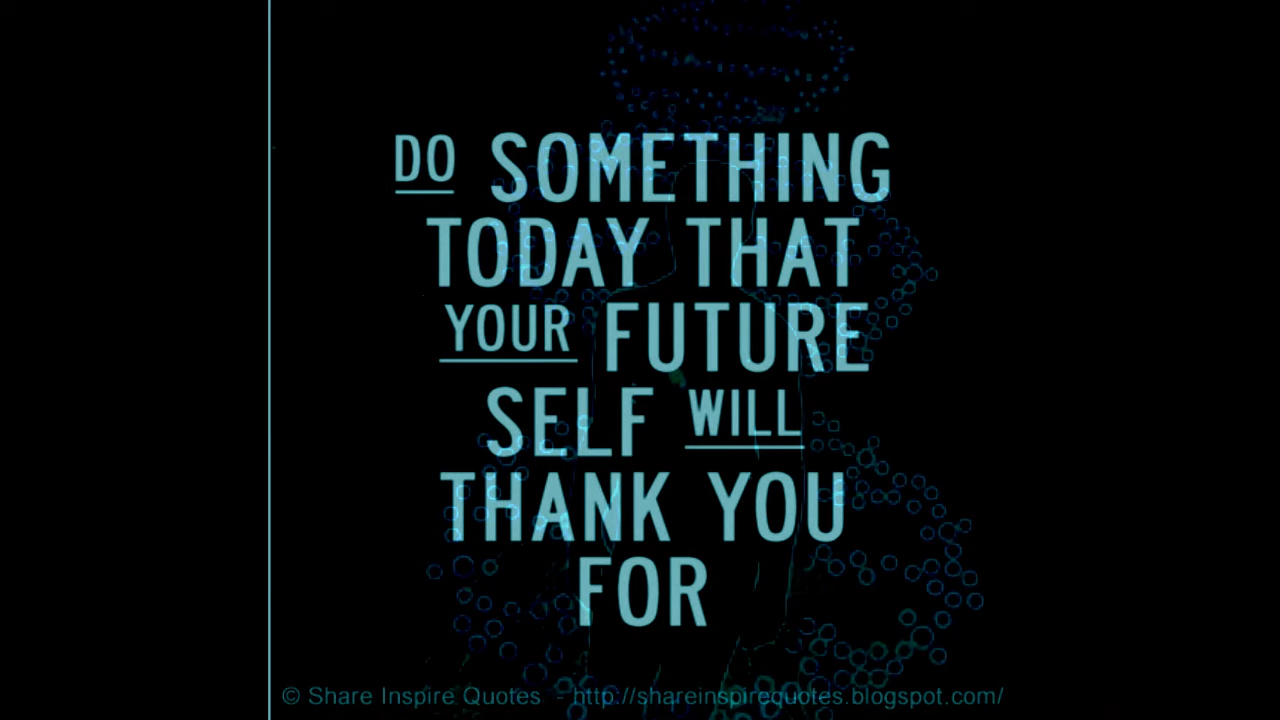 DO SOMETHING
TODAY THAT
YOUR FUTURE
SELF WILL
THANK YOU
FOR
© Share Inspire Quotes - http://shareinspirequotes.blogspot.com/